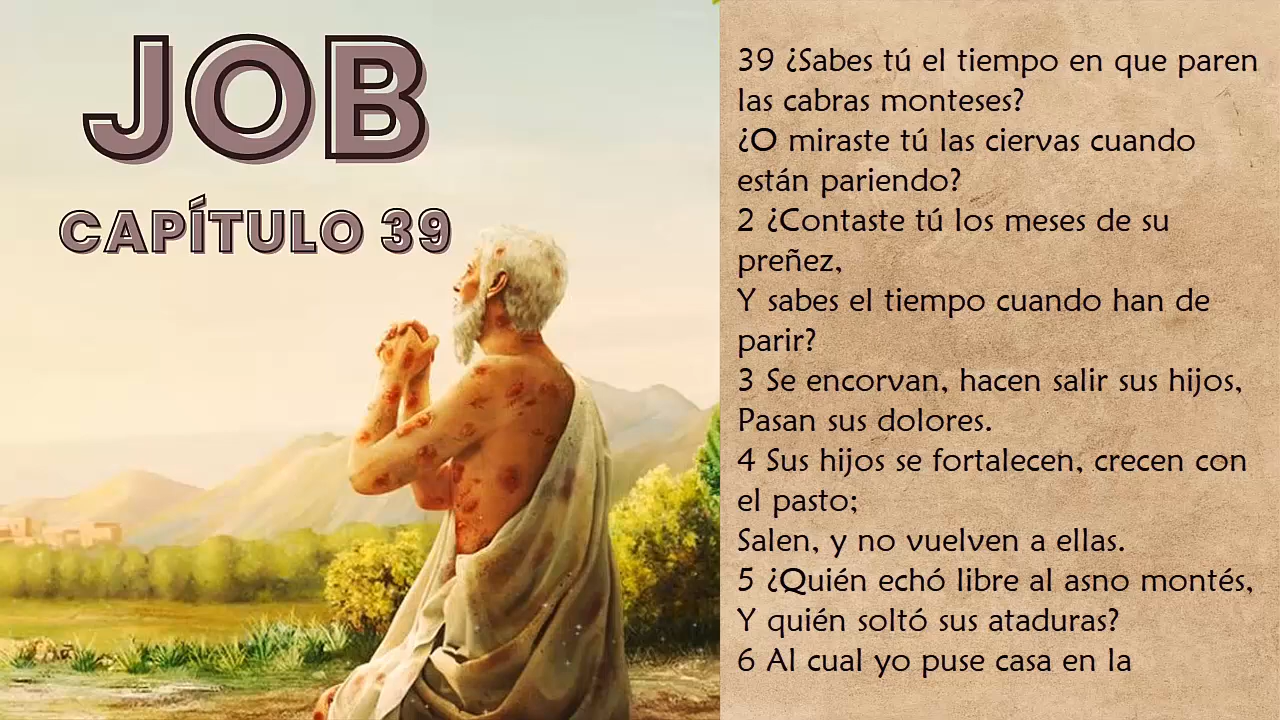 JOB
CAPÍTULO 39
39 ¿Sabes tú el tiempo en que paren
las cabras monteses?
¿O miraste tú las ciervas cuando
están pariendo?
2 ¿Contaste tú los meses de su
preñez,
Y sabes el tiempo cuando han de
parir?
3 Se encorvan, hacen salir sus hijos,
Pasan sus dolores.
4 Sus hijos se fortalecen, crecen con
el pasto;
Salen, y no vuelven a ellas.
5 ¿Quién echó libre al asno montés,
Y quién soltó sus ataduras?
6 Al cual yo puse casa en la